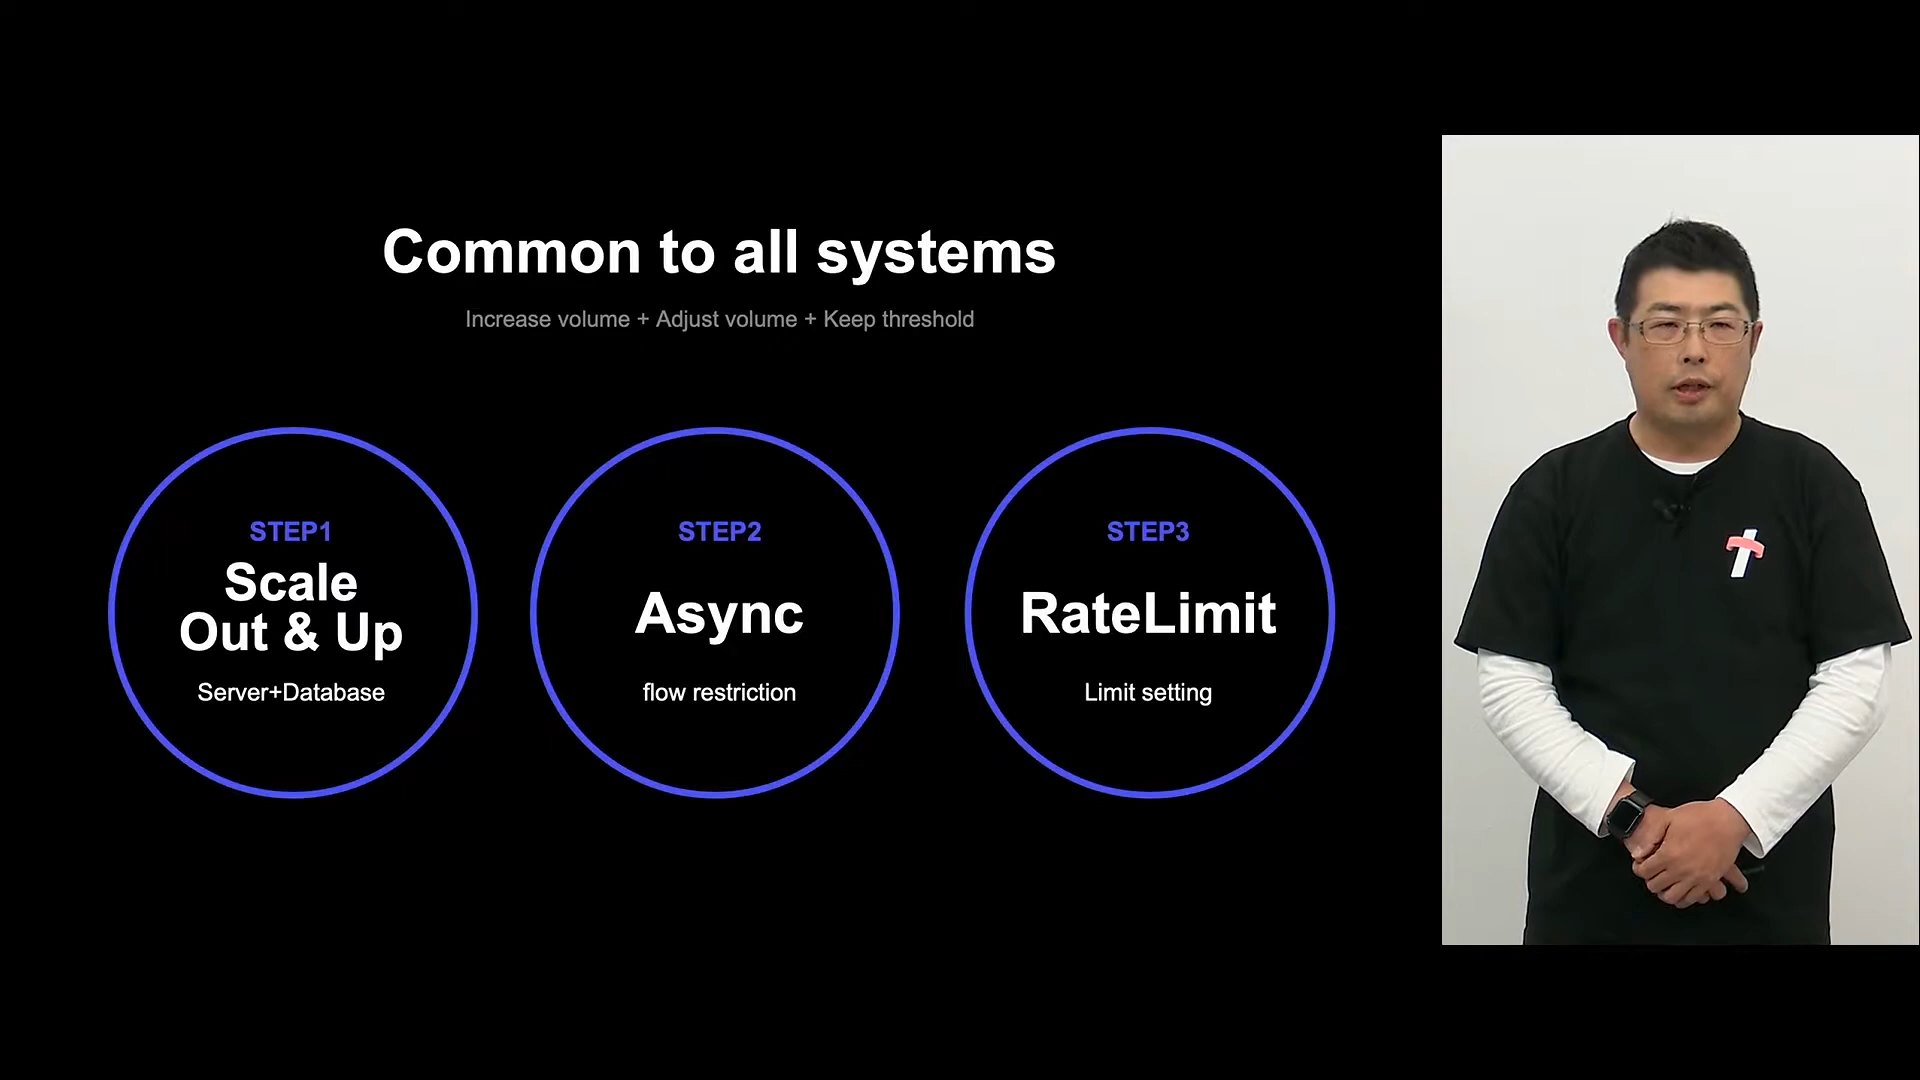 Common to all systems
Increase volume + Adjust volume + Keep threshold
STEP1
Scale
Out & Up
Server+Database
STEP2
Async
flow restriction
STEP3
RateLimit
Limit setting